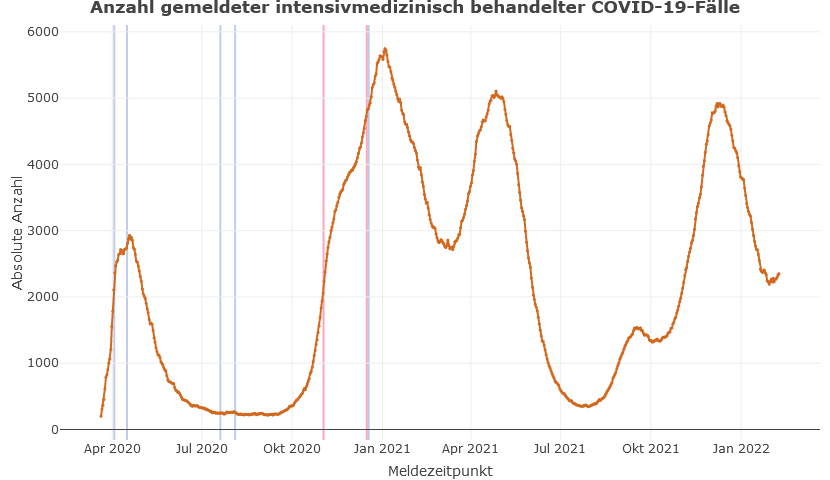 Anzahl gemeldeter intensivmedizinisch behandelter COVID-19-Fälle
6000
5000
4000
3000
2000
1000
0
Absolute Anzahl
Apr 2020 Jul 2020 Okt 2020 Jan 2021 Apr 2021 Jul 2021 Okt 2021 Jan 2022
Meldezeitpunkt